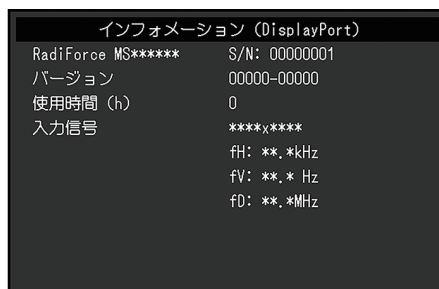 インフォメーション (DisplayPort)
RadiForce MS****** S/N: 00000001
バージョン 00000-00000
使用時間 (h) 0
入力信号 ****x****
fH: **.*kHz
fV: **.* Hz
fD: **.*MHz